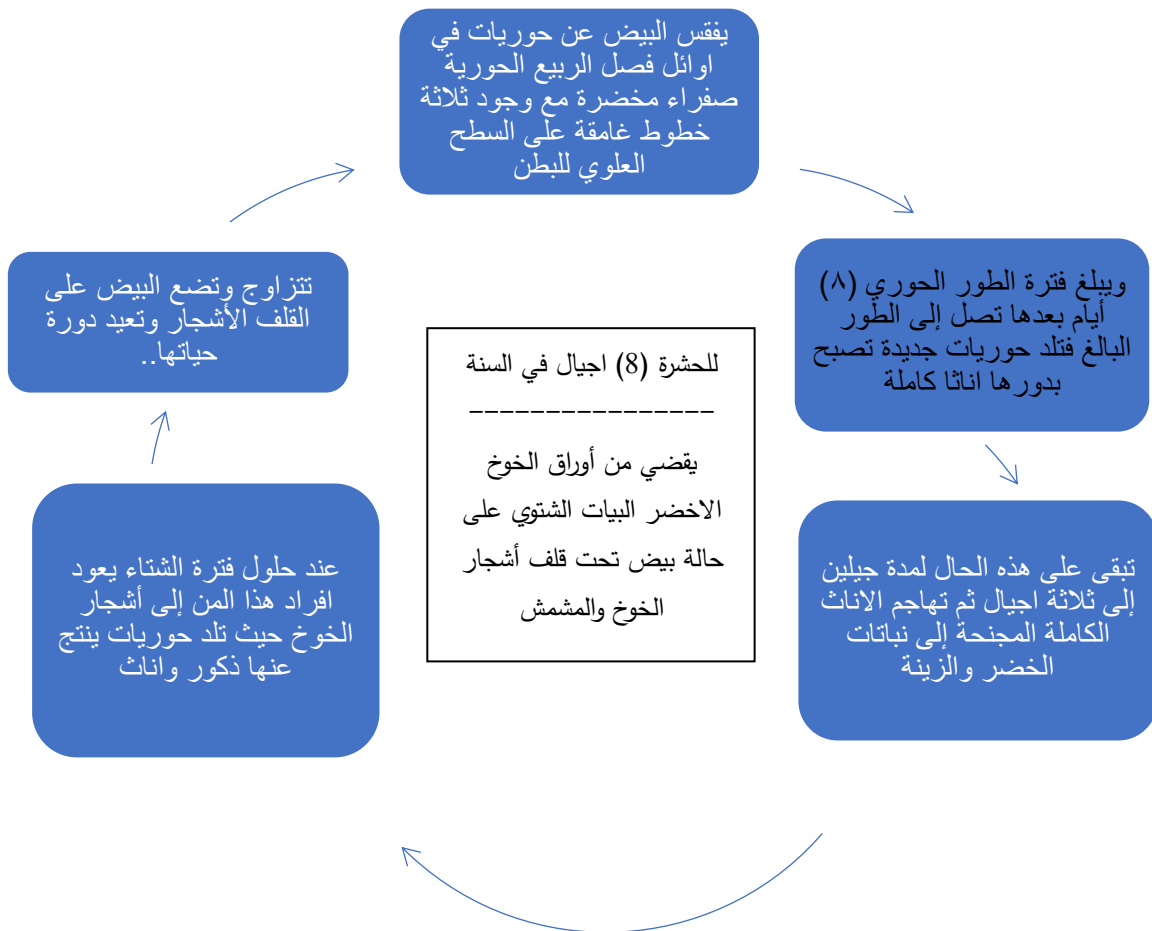 يفقس البيض عن حوريات في
اوائل فصل الربيع الحورية
صفراء مخضرة مع وجود ثلاثة
خطوط غامقة على السطح
العلوي للبطن
ويبلغ فترة الطور الحوري (٨)
أيام بعدها تصل إلى الطور
البالغ فتلد حوريات جديدة تصبح
بدورها اناثا كاملة
تبقى على هذه الحال لمدة جيلين
إلى ثلاثة اجيال ثم تهاجم الاناث
الكاملة المجنحة إلى نباتات
الخضر والزينة
عند حلول فترة الشتاء يعود
افراد هذا المن إلى أشجار
الخوخ حيث تلد حوريات ينتج
عنها ذكور واناث
تتزاوج وتضع البيض على
القلف الأشجار وتعيد دورة
حياتها..
للحشرة (8) اجيال في السنة
----------------
يقضي من أوراق الخوخ
الاخضر البيات الشتوي على
حالة بيض تحت قلف أشجار
الخوخ والمشمش